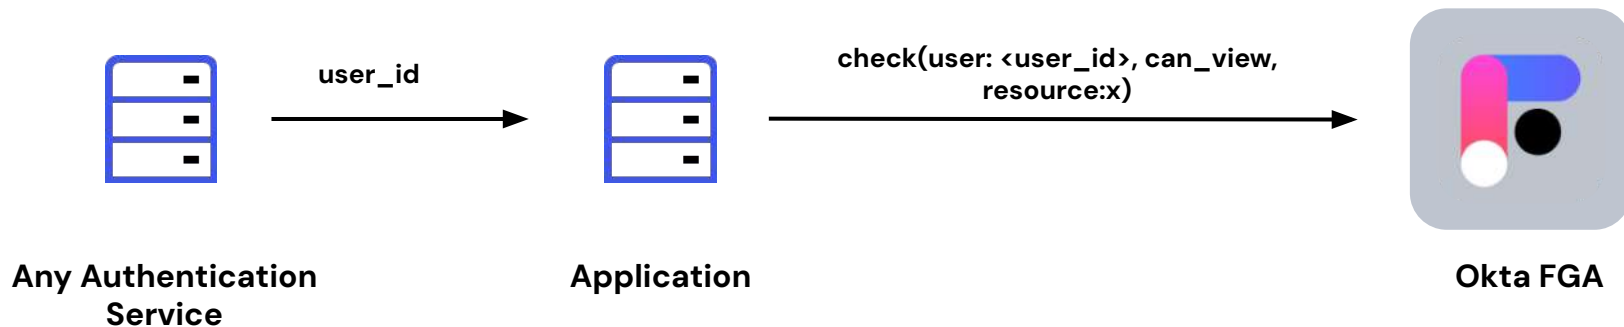 user_id
check(user: <user_id>, can_view,
resource:x)
Any Authentication
Service
Application
Okta FGA